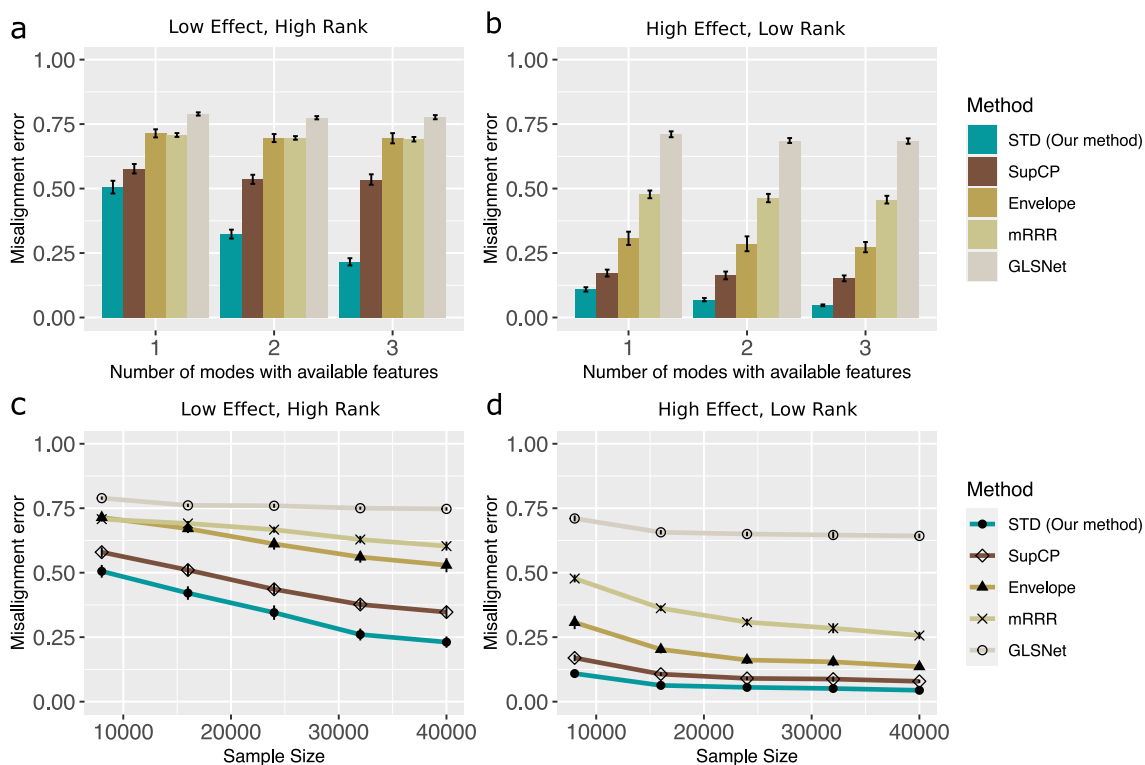 a
Low Effect, High Rank
1.00
0.75
0.50
0.25
0.00
Misalignment error
1 2 3
Number of modes with available features
b
High Effect, Low Rank
1.00
0.75
0.50
0.25
0.00
Misalignment error
1 2 3
Number of modes with available features
Method
STD (Our method)
SupCP
Envelope
mRRR
GLSNet
c
Low Effect, High Rank
1.00
0.75
0.50
0.25
0.00
Misallignment error
10000 20000 30000 40000
Sample Size
d
High Effect, Low Rank
1.00
0.75
0.50
0.25
0.00
Misalignment error
10000 20000 30000 40000
Sample Size
Method
STD (Our method)
SupCP
Envelope
mRRR
GLSNet